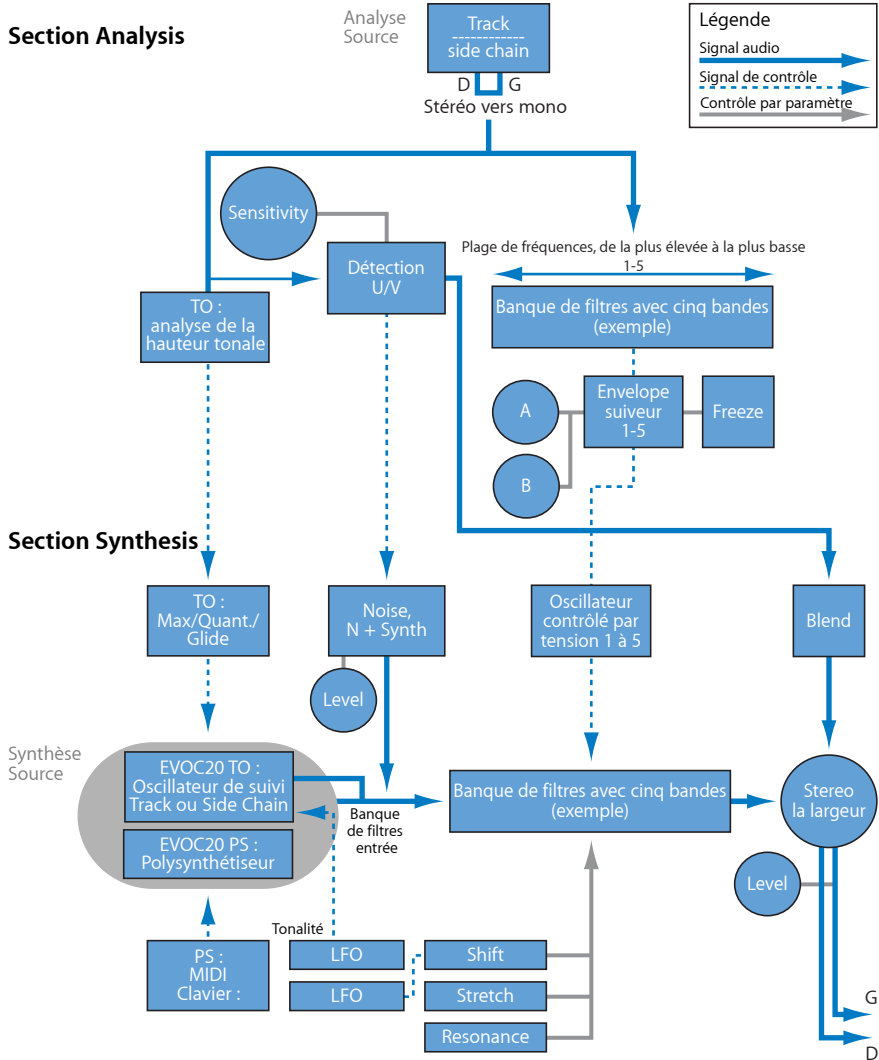 Section Analysis
Analyse
Source
Track
------------
side chain
D
G
Stéréo vers mono
Légende
Signal audio
Signal de contrôle
Contrôle par paramètre
Sensitivity
Détection
U/V
Plage de fréquences, de la plus élevée à la plus basse
1-5
TO :
analyse de la
hauteur tonale
Banque de filtres avec cinq bandes
(exemple)
A
B
Envelope
suiveur
1-5
Freeze
Section Synthesis
TO :
Max/Quant./
Glide
Noise,
N + Synth
Level
Oscillateur
contrôlé par
tension 1 à 5
Blend
Synthèse
Source
EVOC20 TO :
Oscillateur de suivi
Track ou Side Chain
EVOC20 PS :
Polysynthétiseur
Banque
de filtres
entrée
Banque de filtres avec cinq bandes
(exemple)
Stereo
la largeur
Level
PS :
MIDI
Clavier :
Tonalité
LFO
LFO
Shift
Stretch
Resonance
G
D